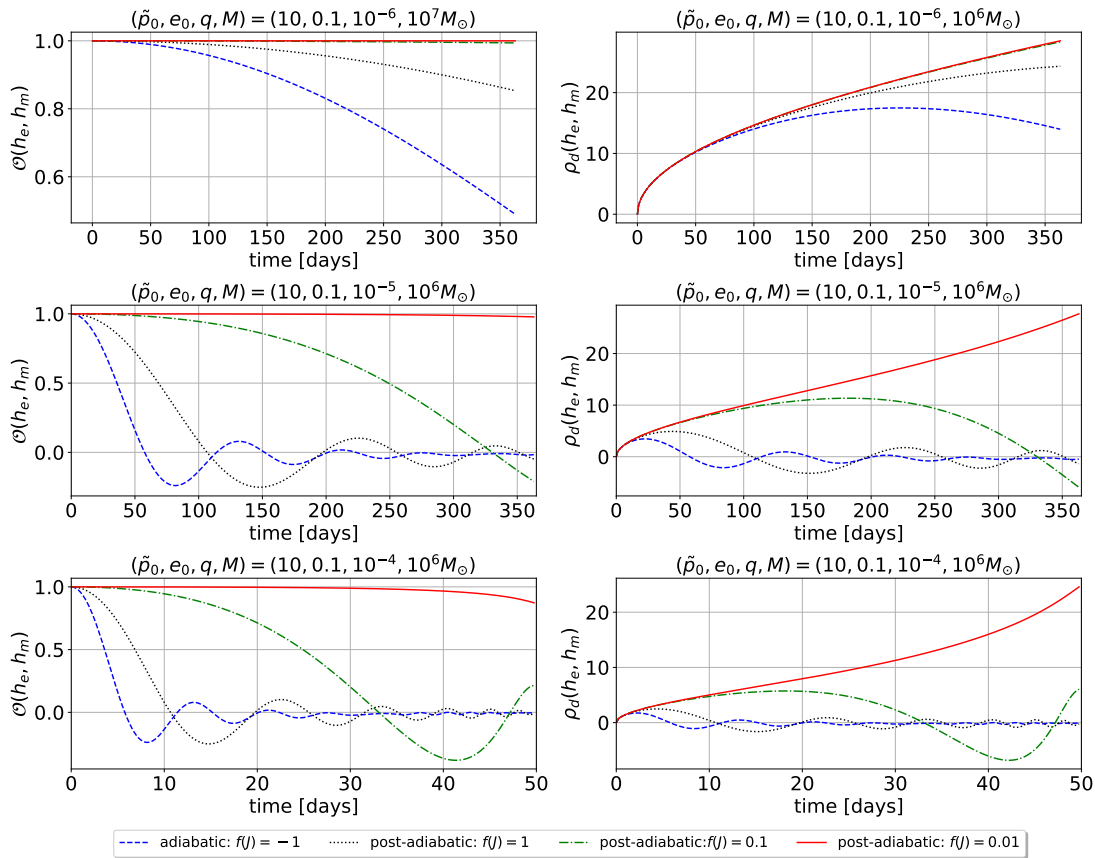 (p̃₀, e₀, q, M) = (10, 0.1, 10⁻⁶, 10⁷M⊙)
𝒪(hₑ, hₘ)
1.0
0.8
0.6
0 50 100 150 200 250 300 350
time [days]
(p̃₀, e₀, q, M) = (10, 0.1, 10⁻⁶, 10⁶M⊙)
ρ_d(hₑ, hₘ)
20
10
0
0 50 100 150 200 250 300 350
time [days]
(p̃₀, e₀, q, M) = (10, 0.1, 10⁻⁵, 10⁶M⊙)
𝒪(hₑ, hₘ)
1.0
0.5
0.0
0 50 100 150 200 250 300 350
time [days]
(p̃₀, e₀, q, M) = (10, 0.1, 10⁻⁵, 10⁶M⊙)
ρ_d(hₑ, hₘ)
20
10
0
0 50 100 150 200 250 300 350
time [days]
(p̃₀, e₀, q, M) = (10, 0.1, 10⁻⁴, 10⁶M⊙)
𝒪(hₑ, hₘ)
1.0
0.5
0.0
0 10 20 30 40 50
time [days]
(p̃₀, e₀, q, M) = (10, 0.1, 10⁻⁴, 10⁶M⊙)
ρ_d(hₑ, hₘ)
20
10
0
0 10 20 30 40 50
time [days]
adiabatic: f(J) = −1 post-adiabatic: f(J) = 1 post-adiabatic:f(J) = 0.1 post-adiabatic: f(J) = 0.01